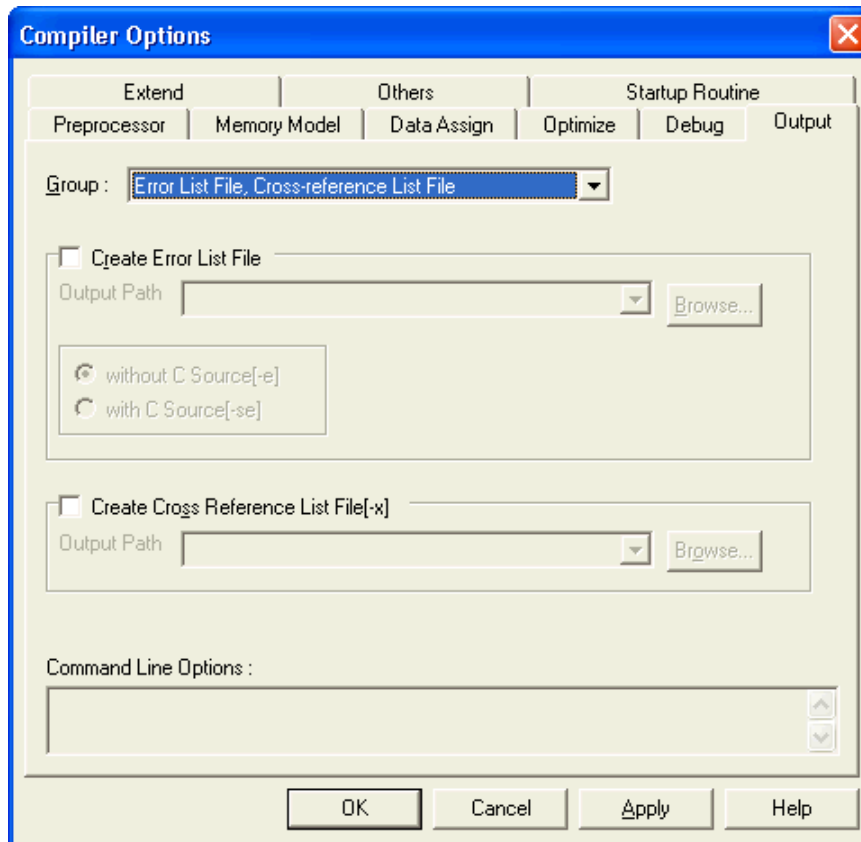 Compiler Options
Extend Others Startup Routine
Preprocessor Memory Model Data Assign Optimize Debug Output
Group : Error List File, Cross-reference List File
Create Error List File
Output Path Browse...
without C Source[-e]
with C Source[-se]
Create Cross Reference List File[-x]
Output Path Browse...
Command Line Options :
OK Cancel Apply Help